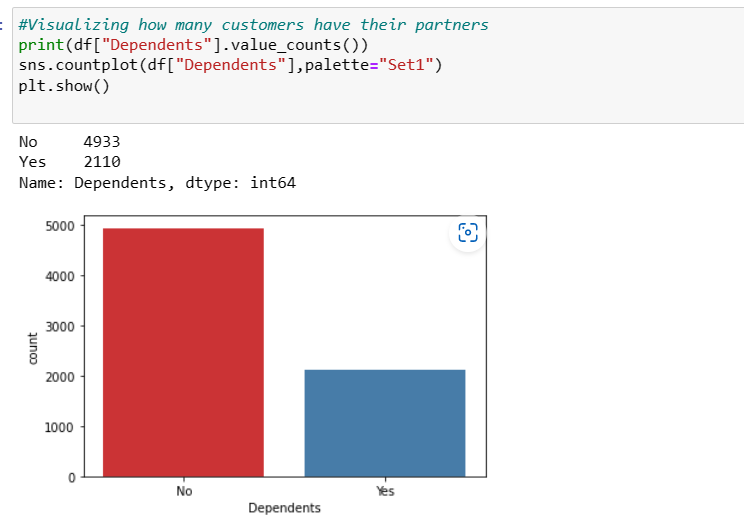 :
#Visualizing how many customers have their partners
print(df["Dependents"].value_counts())
sns.countplot(df["Dependents"],palette="Set1")
plt.show()
No     4933
Yes    2110
Name: Dependents, dtype: int64
5000
4000
3000
2000
1000
0
count
No Yes
Dependents